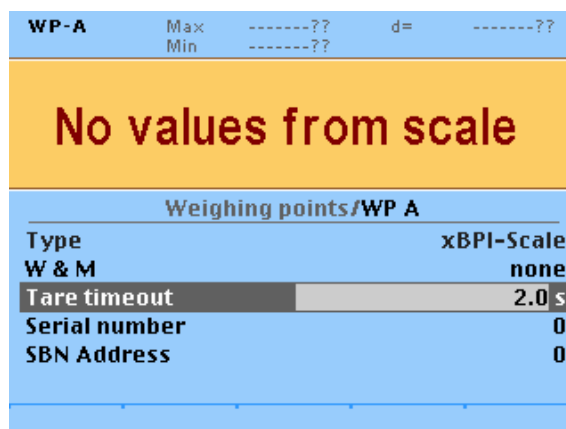 WP-A Max -------?? d= -------??
Min -------??
No values from scale
Weighing points/WP A
Type xBPI-Scale
W & M none
Tare timeout 2.0 s
Serial number 0
SBN Address 0